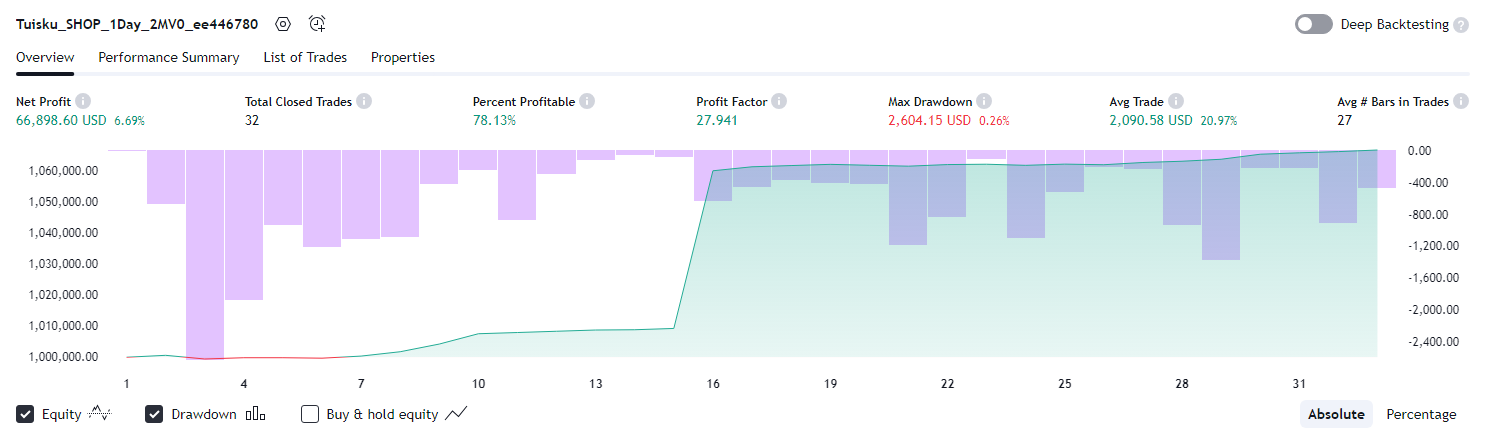 Tuisku_SHOP_1Day_2MV0_ee446780
Deep Backtesting ?
Overview Performance Summary List of Trades Properties
Net Profit i Total Closed Trades i Percent Profitable i Profit Factor i Max Drawdown i Avg Trade i Avg # Bars in Trades i
66,898.60 USD 6.69% 32 78.13% 27.941 2,604.15 USD 0.26% 2,090.58 USD 20.97% 27
0.00
1,060,000.00
-400.00
1,050,000.00
-800.00
1,040,000.00
-1,200.00
1,030,000.00
-1,600.00
1,020,000.00
-2,000.00
1,010,000.00
-2,400.00
1,000,000.00
1 4 7 10 13 16 19 22 25 28 31
Equity Drawdown Buy & hold equity Absolute Percentage